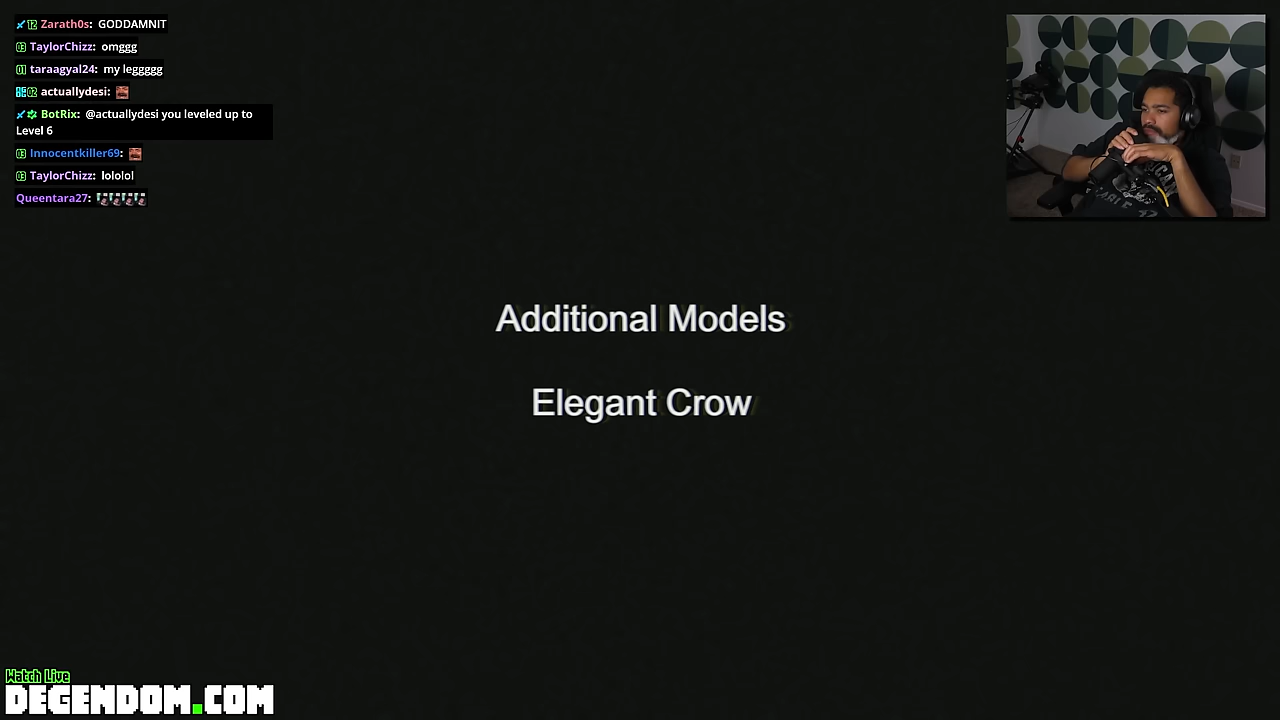 Zarath0s: GODDAMNIT
TaylorChizz: omggg
taraagyal24: my leggggg
actuallydesi:
BotRix: @actuallydesi you leveled up to
Level 6
Innocentkiller69:
TaylorChizz: lololol
Queentara27:
Additional Models
Elegant Crow
Watch Live
DEGENDOM.COM